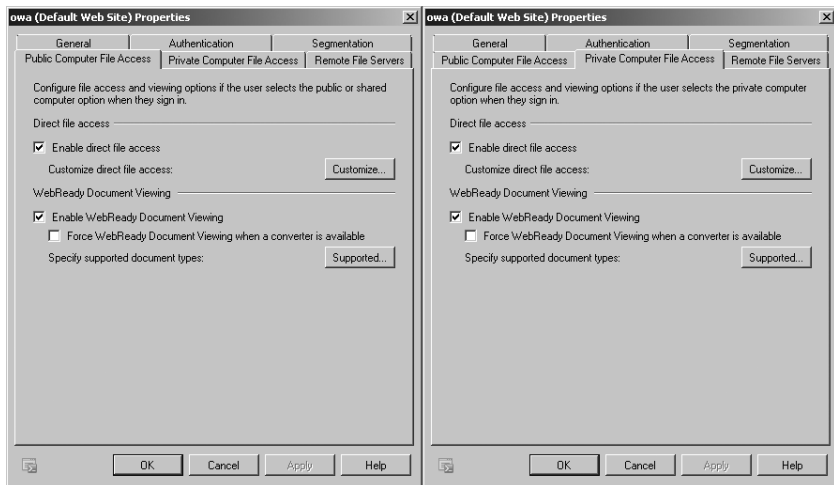 owa (Default Web Site) Properties
General Authentication Segmentation
Public Computer File Access Private Computer File Access Remote File Servers
Configure file access and viewing options if the user selects the public or shared
computer option when they sign in.
Direct file access
Enable direct file access
Customize direct file access: Customize...
WebReady Document Viewing
Enable WebReady Document Viewing
Force WebReady Document Viewing when a converter is available
Specify supported document types: Supported...
OK Cancel Apply Help
owa (Default Web Site) Properties
General Authentication Segmentation
Public Computer File Access Private Computer File Access Remote File Servers
Configure file access and viewing options if the user selects the private computer
option when they sign in.
Direct file access
Enable direct file access
Customize direct file access: Customize...
WebReady Document Viewing
Enable WebReady Document Viewing
Force WebReady Document Viewing when a converter is available
Specify supported document types: Supported...
OK Cancel Apply Help